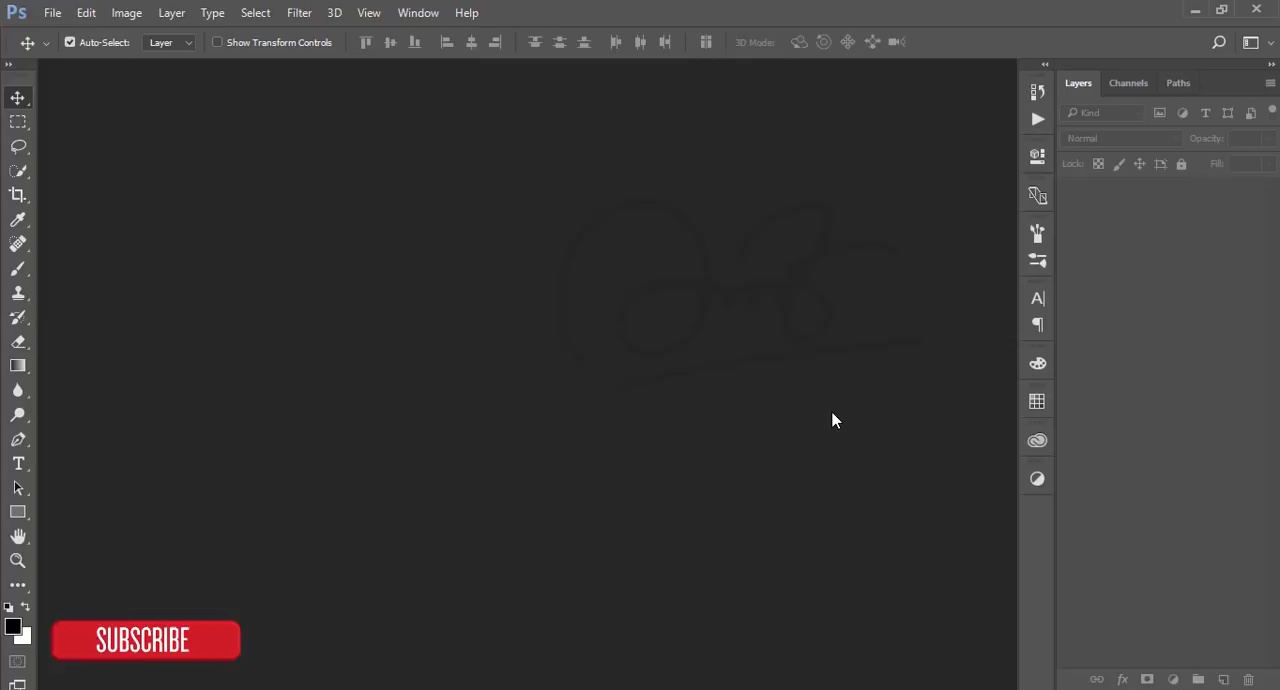 Ps File Edit Image Layer Type Select Filter 3D View Window Help
Auto-Select: Layer Show Transform Controls 3D Mode:
Layers Channels Paths
Kind
Normal Opacity:
Lock: Fill:
SUBSCRIBE